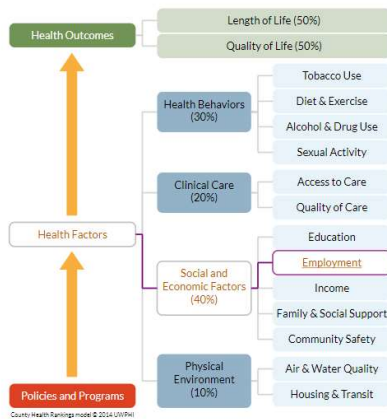 Health Outcomes
Length of Life (50%)
Quality of Life (50%)
Health Behaviors
(30%)
Tobacco Use
Diet & Exercise
Alcohol & Drug Use
Sexual Activity
Clinical Care
(20%)
Access to Care
Quality of Care
Health Factors
Social and
Economic Factors
(40%)
Education
Employment
Income
Family & Social Support
Community Safety
Physical
Environment
(10%)
Air & Water Quality
Housing & Transit
Policies and Programs
County Health Rankings model © 2014 UWPHI